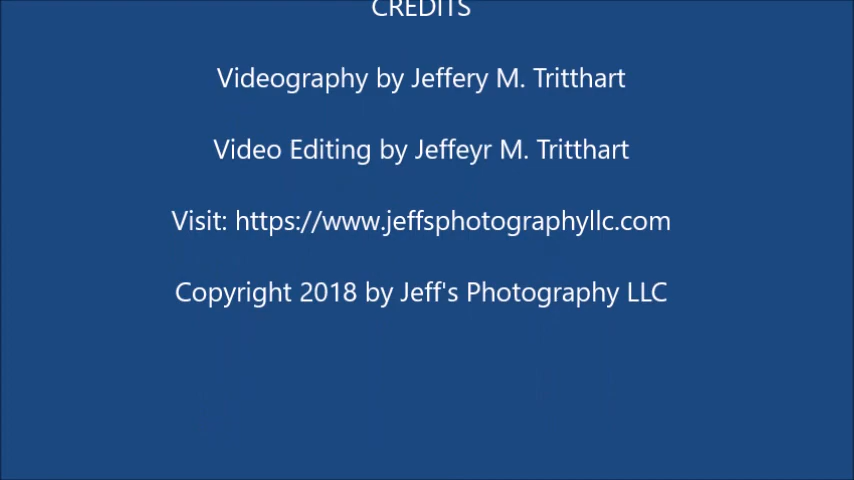 CREDITS
Videography by Jeffery M. Tritthart
Video Editing by Jeffeyr M. Tritthart
Visit: https://www.jeffsphotographyllc.com
Copyright 2018 by Jeff's Photography LLC